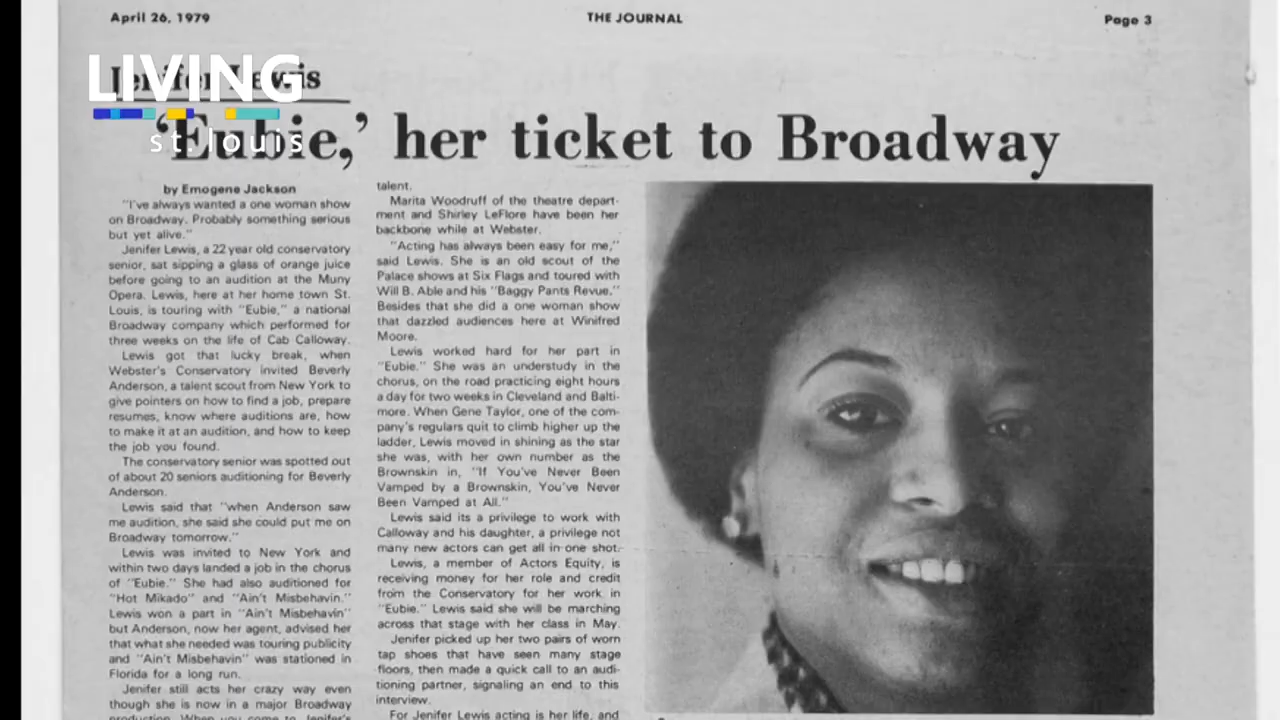 April 26, 1979
THE JOURNAL
Page 3
LIVING
st. louis
Jenifer Lewis
'Eubie,' her ticket to Broadway
by Emogene Jackson
"I've always wanted a one woman show
on Broadway. Probably something serious
but yet alive."
Jenifer Lewis, a 22 year old conservatory
senior, sat sipping a glass of orange juice
before going to an audition at the Muny
Opera. Lewis, here at her home town St.
Louis, is touring with "Eubie," a national
Broadway company which performed for
three weeks on the life of Cab Calloway.
Lewis got that lucky break, when
Webster's Conservatory invited Beverly
Anderson, a talent scout from New York to
give pointers on how to find a job, prepare
resumes, know where auditions are, how
to make it at an audition, and how to keep
the job you found.
The conservatory senior was spotted out
of about 20 seniors auditioning for Beverly
Anderson.
Lewis said that "when Anderson saw
me audition, she said she could put me on
Broadway tomorrow."
Lewis was invited to New York and
within two days landed a job in the chorus
of "Eubie." She had also auditioned for
"Hot Mikado" and "Ain't Misbehavin."
Lewis won a part in "Ain't Misbehavin"
but Anderson, now her agent, advised her
that what she needed was touring publicity
and "Ain't Misbehavin" was stationed in
Florida for a long run.
Jenifer still acts her crazy way even
though she is now in a major Broadway
production. When you come to Jenifer's
talent.
Marita Woodruff of the theatre depart-
ment and Shirley LeFlore have been her
backbone while at Webster.
"Acting has always been easy for me,"
said Lewis. She is an old scout of the
Palace shows at Six Flags and toured with
Will B. Able and his "Baggy Pants Revue."
Besides that she did a one woman show
that dazzled audiences here at Winifred
Moore.
Lewis worked hard for her part in
"Eubie." She was an understudy in the
chorus, on the road practicing eight hours
a day for two weeks in Cleveland and Balti-
more. When Gene Taylor, one of the com-
pany's regulars quit to climb higher up the
ladder, Lewis moved in shining as the star
she was, with her own number as the
Brownskin in, "If You've Never Been
Vamped by a Brownskin, You've Never
Been Vamped at All."
Lewis said its a privilege to work with
Calloway and his daughter, a privilege not
many new actors can get all in one shot.
Lewis, a member of Actors Equity, is
receiving money for her role and credit
from the Conservatory for her work in
"Eubie." Lewis said she will be marching
across that stage with her class in May.
Jenifer picked up her two pairs of worn
tap shoes that have seen many stage
floors, then made a quick call to an audi-
tioning partner, signaling an end to this
interview.
For Jenifer Lewis acting is her life, and